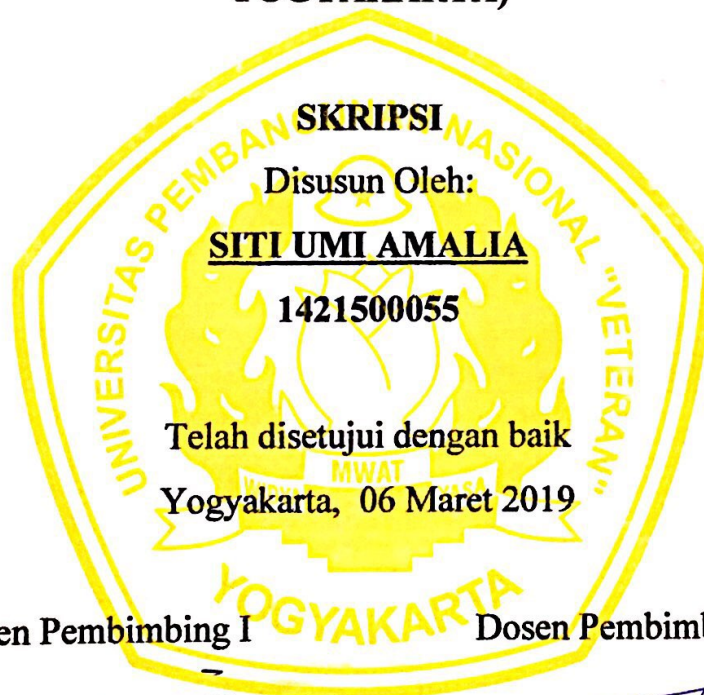 SKRIPSI
Disusun Oleh:
SITI UMI AMALIA
1421500055
Telah disetujui dengan baik
Yogyakarta, 06 Maret 2019
Pembimbing I Dosen
UNIVERSITAS PEMBANGUNAN NASIONAL "VETERAN"
MWAT
YOGYAKARTA